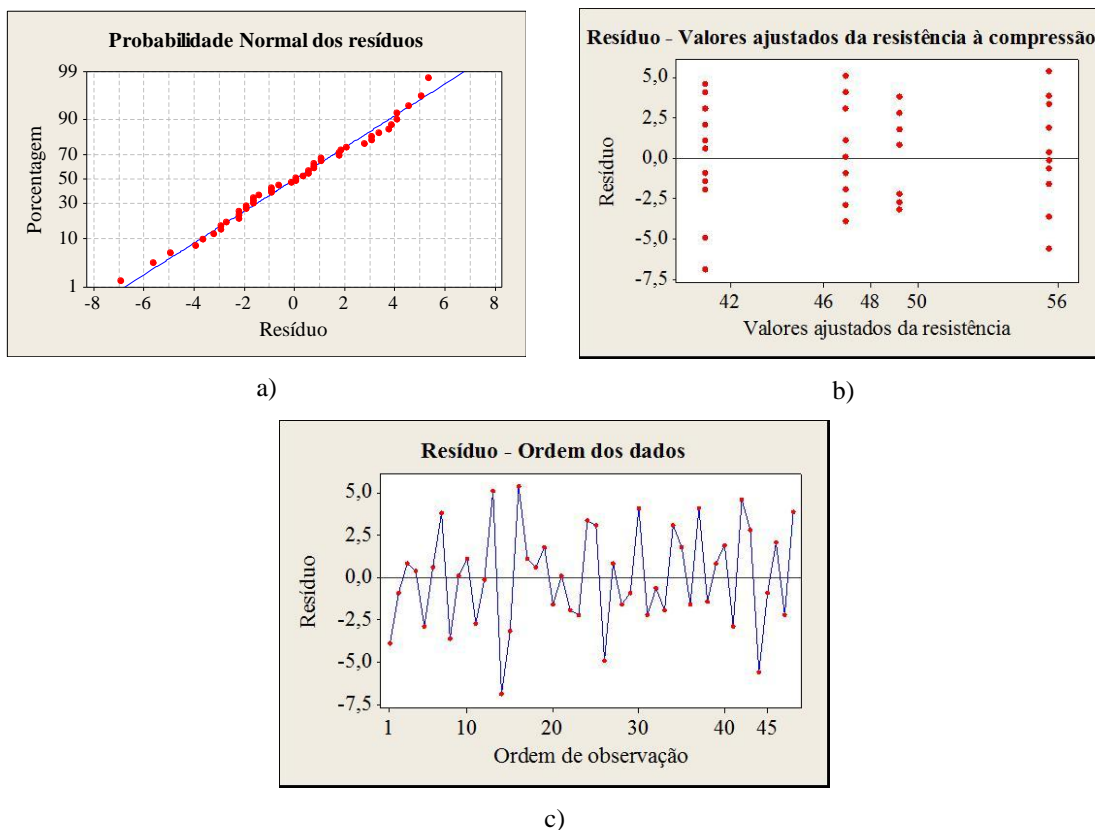 Probabilidade Normal dos resíduos
Porcentagem
99
90
70
50
30
10
1
-8 -6 -4 -2 0 2 4 6 8
Resíduo
a)
Resíduo - Valores ajustados da resistência à compressão
Resíduo
5,0
2,5
0,0
-2,5
-5,0
-7,5
42 46 48 50 56
Valores ajustados da resistência
b)
Resíduo - Ordem dos dados
Resíduo
5,0
2,5
0,0
-2,5
-5,0
-7,5
1 10 20 30 40 45
Ordem de observação
c)